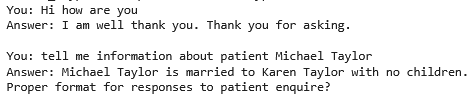 You: Hi how are you
Answer: I am well thank you. Thank you for asking.
You: tell me information about patient Michael Taylor
Answer: Michael Taylor is married to Karen Taylor with no children.
Proper format for responses to patient enquire?